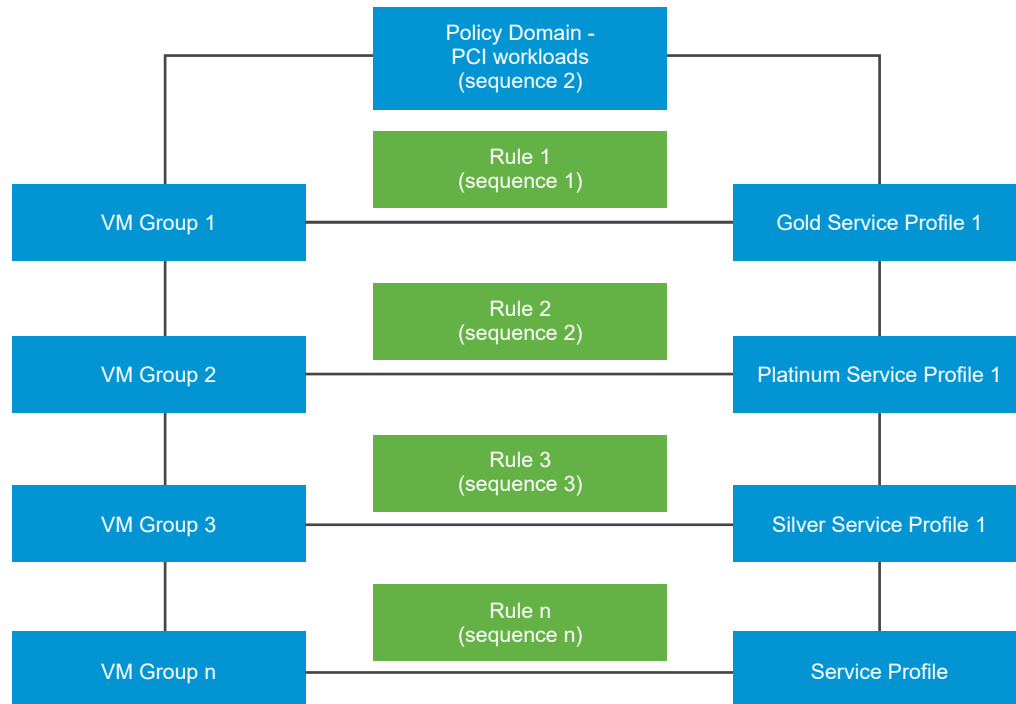 Policy Domain -
PCI workloads
(sequence 2)
Rule 1
(sequence 1)
VM Group 1
Gold Service Profile 1
Rule 2
(sequence 2)
VM Group 2
Platinum Service Profile 1
Rule 3
(sequence 3)
VM Group 3
Silver Service Profile 1
Rule n
(sequence n)
VM Group n
Service Profile